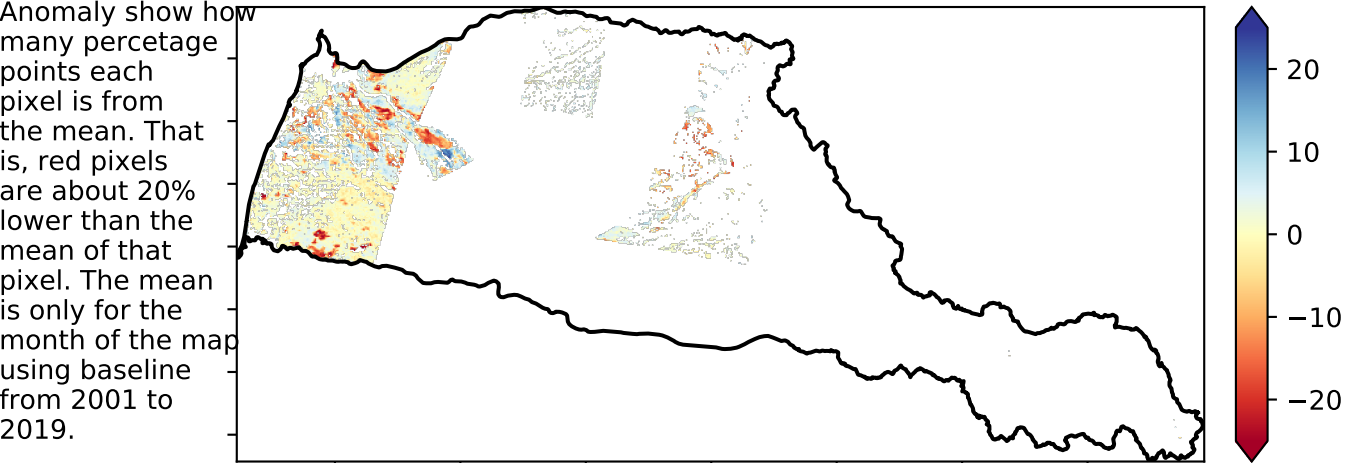 Anomaly show how
many percetage
points each
pixel is from
the mean. That
is, red pixels
are about 20%
lower than the
mean of that
pixel. The mean
is only for the
month of the map
using baseline
from 2001 to
2019.
20
10
0
−10
−20